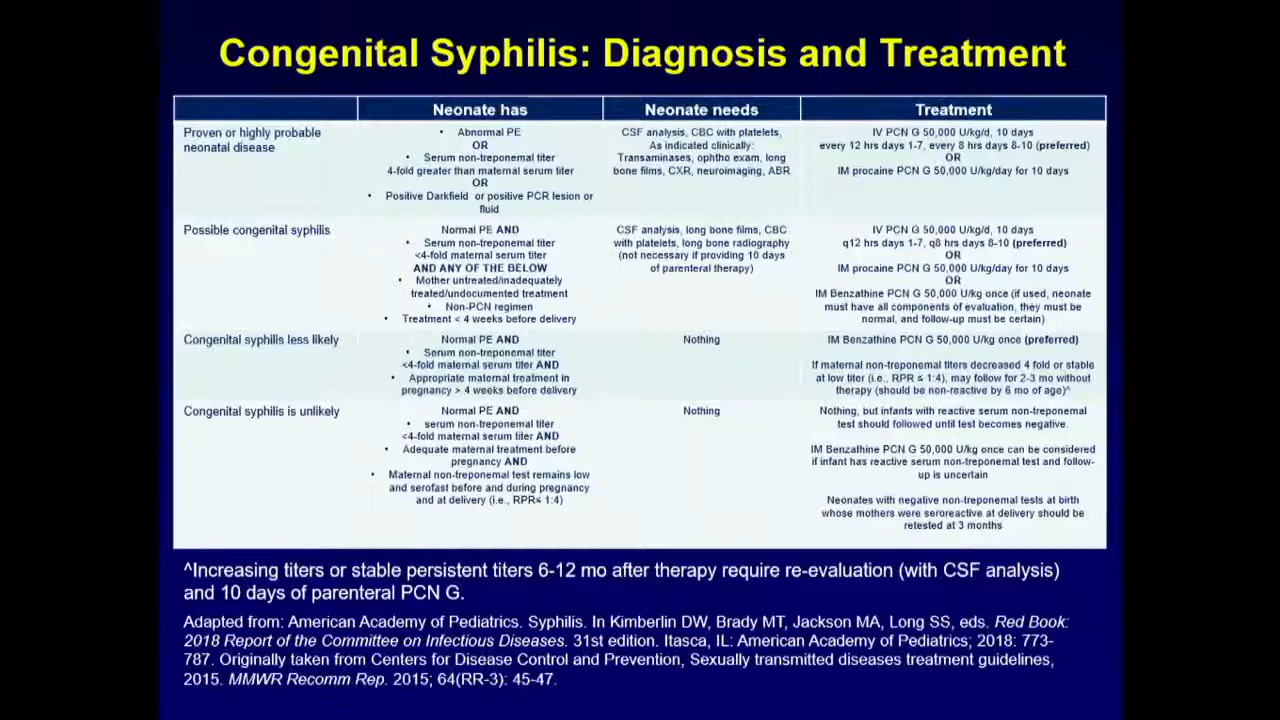 Congenital Syphilis: Diagnosis and Treatment
Neonate has
Neonate needs
Treatment
Proven or highly probable
neonatal disease
• Abnormal PE
OR
• Serum non-treponemal titer
4-fold greater than maternal serum titer
OR
• Positive Darkfield or positive PCR lesion or
fluid
CSF analysis, CBC with platelets,
As indicated clinically:
Transaminases, ophtho exam, long
bone films, CXR, neuroimaging, ABR
IV PCN G 50,000 U/kg/d, 10 days
every 12 hrs days 1-7, every 8 hrs days 8-10 (preferred)
OR
IM procaine PCN G 50,000 U/kg/day for 10 days
Possible congenital syphilis
Normal PE AND
• Serum non-treponemal titer
<4-fold maternal serum titer
AND ANY OF THE BELOW
• Mother untreated/inadequately
treated/undocumented treatment
• Non-PCN regimen
• Treatment < 4 weeks before delivery
CSF analysis, long bone films, CBC
with platelets, long bone radiography
(not necessary if providing 10 days
of parenteral therapy)
IV PCN G 50,000 U/kg/d, 10 days
q12 hrs days 1-7, q8 hrs days 8-10 (preferred)
OR
IM procaine PCN G 50,000 U/kg/day for 10 days
OR
IM Benzathine PCN G 50,000 U/kg once (if used, neonate
must have all components of evaluation, they must be
normal, and follow-up must be certain)
Congenital syphilis less likely
Normal PE AND
• Serum non-treponemal titer
<4-fold maternal serum titer AND
• Appropriate maternal treatment in
pregnancy > 4 weeks before delivery
Nothing
IM Benzathine PCN G 50,000 U/kg once (preferred)
If maternal non-treponemal titers decreased 4 fold or stable
at low titer (i.e., RPR ≤ 1:4), may follow for 2-3 mo without
therapy (should be non-reactive by 6 mo of age)^
Congenital syphilis is unlikely
Normal PE AND
• serum non-treponemal titer
<4-fold maternal serum titer AND
• Adequate maternal treatment before
pregnancy AND
• Maternal non-treponemal test remains low
and serofast before and during pregnancy
and at delivery (i.e., RPR≤ 1:4)
Nothing
Nothing, but infants with reactive serum non-treponemal
test should followed until test becomes negative.
IM Benzathine PCN G 50,000 U/kg once can be considered
if infant has reactive serum non-treponemal test and follow-
up is uncertain
Neonates with negative non-treponemal tests at birth
whose mothers were seroreactive at delivery should be
retested at 3 months
^Increasing titers or stable persistent titers 6-12 mo after therapy require re-evaluation (with CSF analysis)
and 10 days of parenteral PCN G.
Adapted from: American Academy of Pediatrics. Syphilis. In Kimberlin DW, Brady MT, Jackson MA, Long SS, eds. Red Book:
2018 Report of the Committee on Infectious Diseases. 31st edition. Itasca, IL: American Academy of Pediatrics; 2018: 773-
787. Originally taken from Centers for Disease Control and Prevention, Sexually transmitted diseases treatment guidelines,
2015. MMWR Recomm Rep. 2015; 64(RR-3): 45-47.